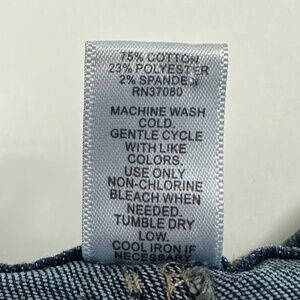 75% COTTON
23% POLYESTER
2% SPANDEX
RN37080
MACHINE WASH
COLD.
GENTLE CYCLE
WITH LIKE
COLORS.
USE ONLY
NON-CHLORINE
BLEACH WHEN
NEEDED.
TUMBLE DRY
LOW.
COOL IRON IF
NECESSARY